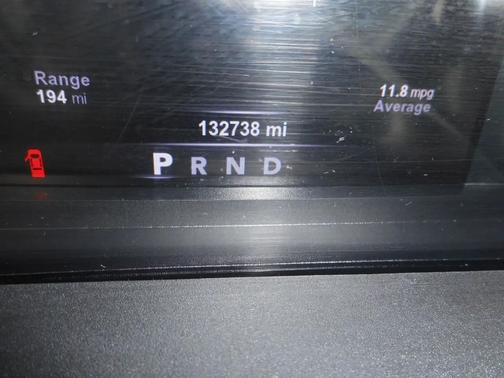 Range
194 mi
11.8 mpg
Average
132738 mi
P R N D